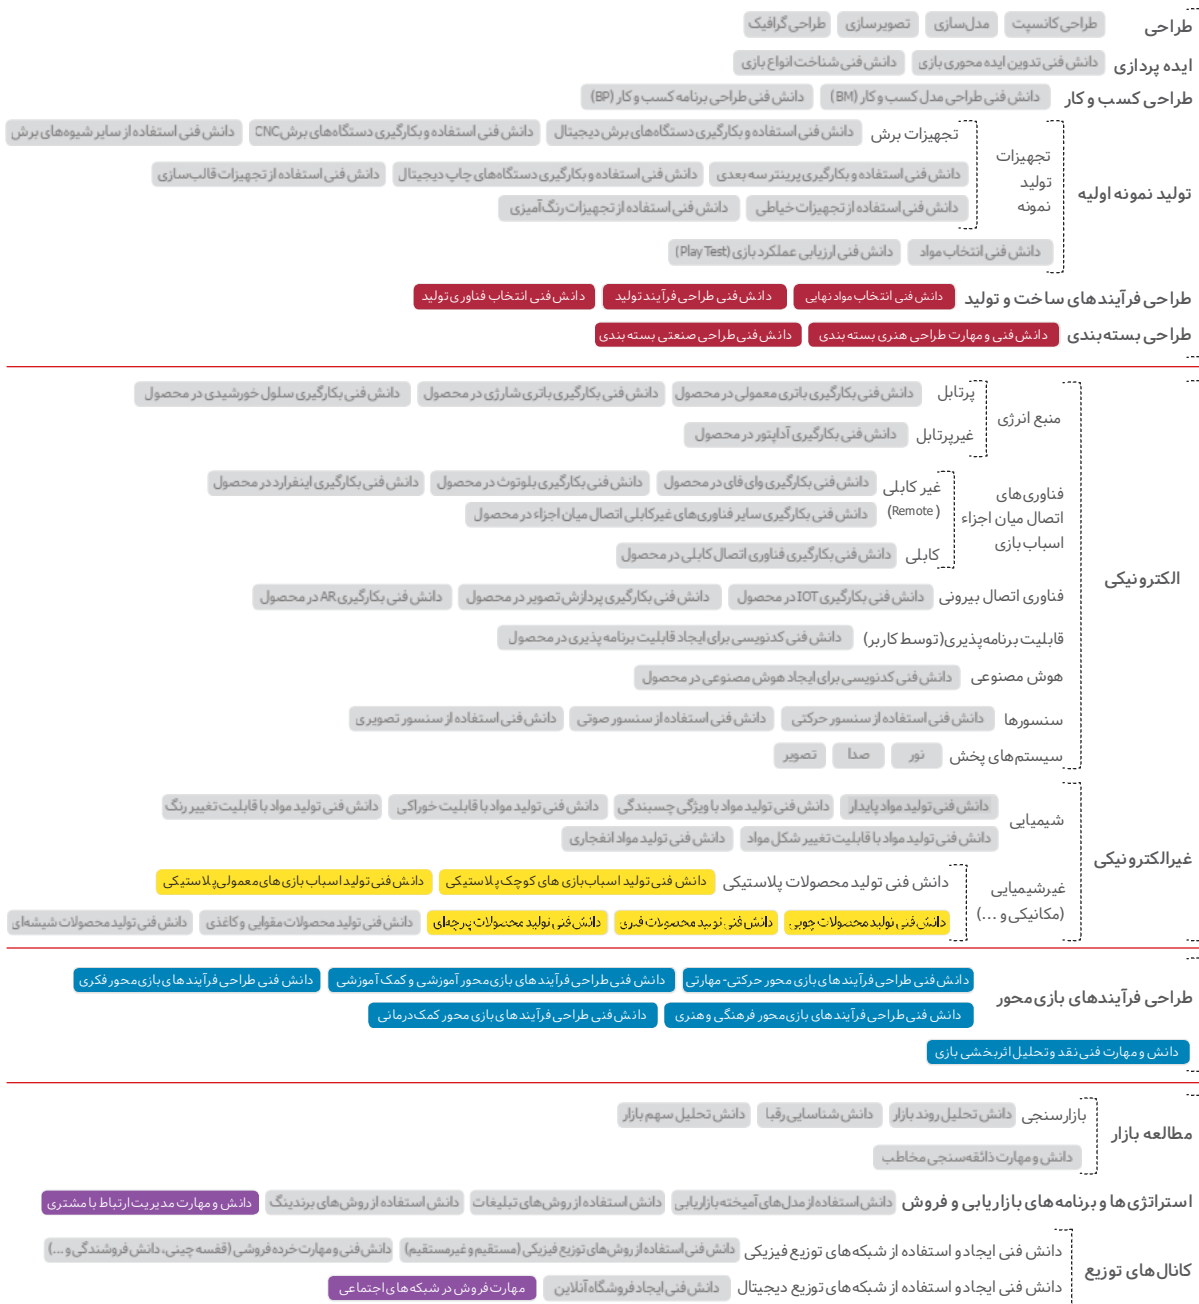 طراحی طراحی کانسپت مدل‌سازی تصویرسازی طراحی گرافیک
ایده پردازی دانش فنی تدوین ایده محوری بازی دانش فنی شناخت انواع بازی
طراحی کسب و کار دانش فنی طراحی مدل کسب و کار (BM) دانش فنی طراحی برنامه کسب و کار (BP)
تولید نمونه اولیه
تجهیزات تولید نمونه
تجهیزات برش دانش فنی استفاده و بکارگیری دستگاه‌های برش دیجیتال دانش فنی استفاده و بکارگیری دستگاه‌های برش CNC دانش فنی استفاده از سایر شیوه‌های برش
دانش فنی استفاده و بکارگیری پرینتر سه بعدی دانش فنی استفاده و بکارگیری دستگاه‌های چاپ دیجیتال دانش فنی استفاده از تجهیزات قالب‌سازی
دانش فنی استفاده از تجهیزات خیاطی دانش فنی استفاده از تجهیزات رنگ‌آمیزی
دانش فنی انتخاب مواد دانش فنی ارزیابی عملکرد بازی (Play Test)
طراحی فرآیندهای ساخت و تولید دانش فنی انتخاب مواد نهایی دانش فنی طراحی فرآیند تولید دانش فنی انتخاب فناوری تولید
طراحی بسته‌بندی دانش فنی و مهارت طراحی هنری بسته بندی دانش فنی طراحی صنعتی بسته بندی
الکترونیکی
منبع انرژی
پرتابل دانش فنی بکارگیری باتری معمولی در محصول دانش فنی بکارگیری باتری شارژی در محصول دانش فنی بکارگیری سلول خورشیدی در محصول
غیرپرتابل دانش فنی بکارگیری آداپتور در محصول
فناوری‌های
اتصال میان اجزاء
اسباب‌بازی
غیر کابلی دانش فنی بکارگیری وای فای در محصول دانش فنی بکارگیری بلوتوث در محصول دانش فنی بکارگیری اینفرارد در محصول
(Remote) دانش فنی بکارگیری سایر فناوری‌های غیرکابلی اتصال میان اجزاء در محصول
کابلی دانش فنی بکارگیری فناوری اتصال کابلی در محصول
فناوری اتصال بیرونی دانش فنی بکارگیری IOT در محصول دانش فنی بکارگیری پردازش تصویر در محصول دانش فنی بکارگیری AR در محصول
قابلیت برنامه‌پذیری(توسط کاربر) دانش فنی کدنویسی برای ایجاد قابلیت برنامه پذیری در محصول
هوش مصنوعی دانش فنی کدنویسی برای ایجاد هوش مصنوعی در محصول
سنسورها دانش فنی استفاده از سنسور حرکتی دانش فنی استفاده از سنسور صوتی دانش فنی استفاده از سنسور تصویری
سیستم‌های پخش نور صدا تصویر
غیرالکترونیکی
شیمیایی دانش فنی تولید مواد پایدار دانش فنی تولید مواد با ویژگی چسبندگی دانش فنی تولید مواد با قابلیت خوراکی دانش فنی تولید مواد با قابلیت تغییر رنگ
دانش فنی تولید مواد با قابلیت تغییر شکل مواد دانش فنی تولید مواد انفجاری
غیرشیمیایی
(مکانیکی و ...)
دانش فنی تولید محصولات پلاستیکی دانش فنی تولید اسباب‌بازی های کوچک پلاستیکی دانش فنی تولید اسباب بازی های معمولی پلاستیکی
دانش فنی تولید محصولات چوبی دانش فنی تولید محصولات فلزی دانش فنی تولید محصولات پارچه‌ای دانش فنی تولید محصولات مقوایی و کاغذی دانش فنی تولید محصولات شیشه‌ای
طراحی فرآیندهای بازی‌محور
دانش فنی طراحی فرآیندهای بازی محور حرکتی- مهارتی دانش فنی طراحی فرآیندهای بازی محور آموزشی و کمک آموزشی دانش فنی طراحی فرآیندهای بازی محور فکری
دانش فنی طراحی فرآیندهای بازی محور فرهنگی و هنری دانش فنی طراحی فرآیندهای بازی محور کمک‌درمانی
دانش و مهارت فنی نقد و تحلیل اثربخشی بازی
مطالعه بازار
بازارسنجی دانش تحلیل روند بازار دانش شناسایی رقبا دانش تحلیل سهم بازار
دانش و مهارت ذائقه‌سنجی مخاطب
استراتژی‌ها و برنامه های بازاریابی و فروش دانش استفاده از مدل‌های آمیخته بازاریابی دانش استفاده از روش‌های تبلیغات دانش استفاده از روش‌های برندینگ دانش و مهارت مدیریت ارتباط با مشتری
کانال های توزیع
دانش فنی ایجاد و استفاده از شبکه های توزیع فیزیکی دانش فنی استفاده از روش‌های توزیع فیزیکی (مستقیم و غیرمستقیم) دانش فنی و مهارت خرده فروشی (قفسه چینی، دانش فروشندگی و ...)
دانش فنی ایجاد و استفاده از شبکه های توزیع دیجیتال دانش فنی ایجاد فروشگاه آنلاین مهارت فروش در شبکه های اجتماعی